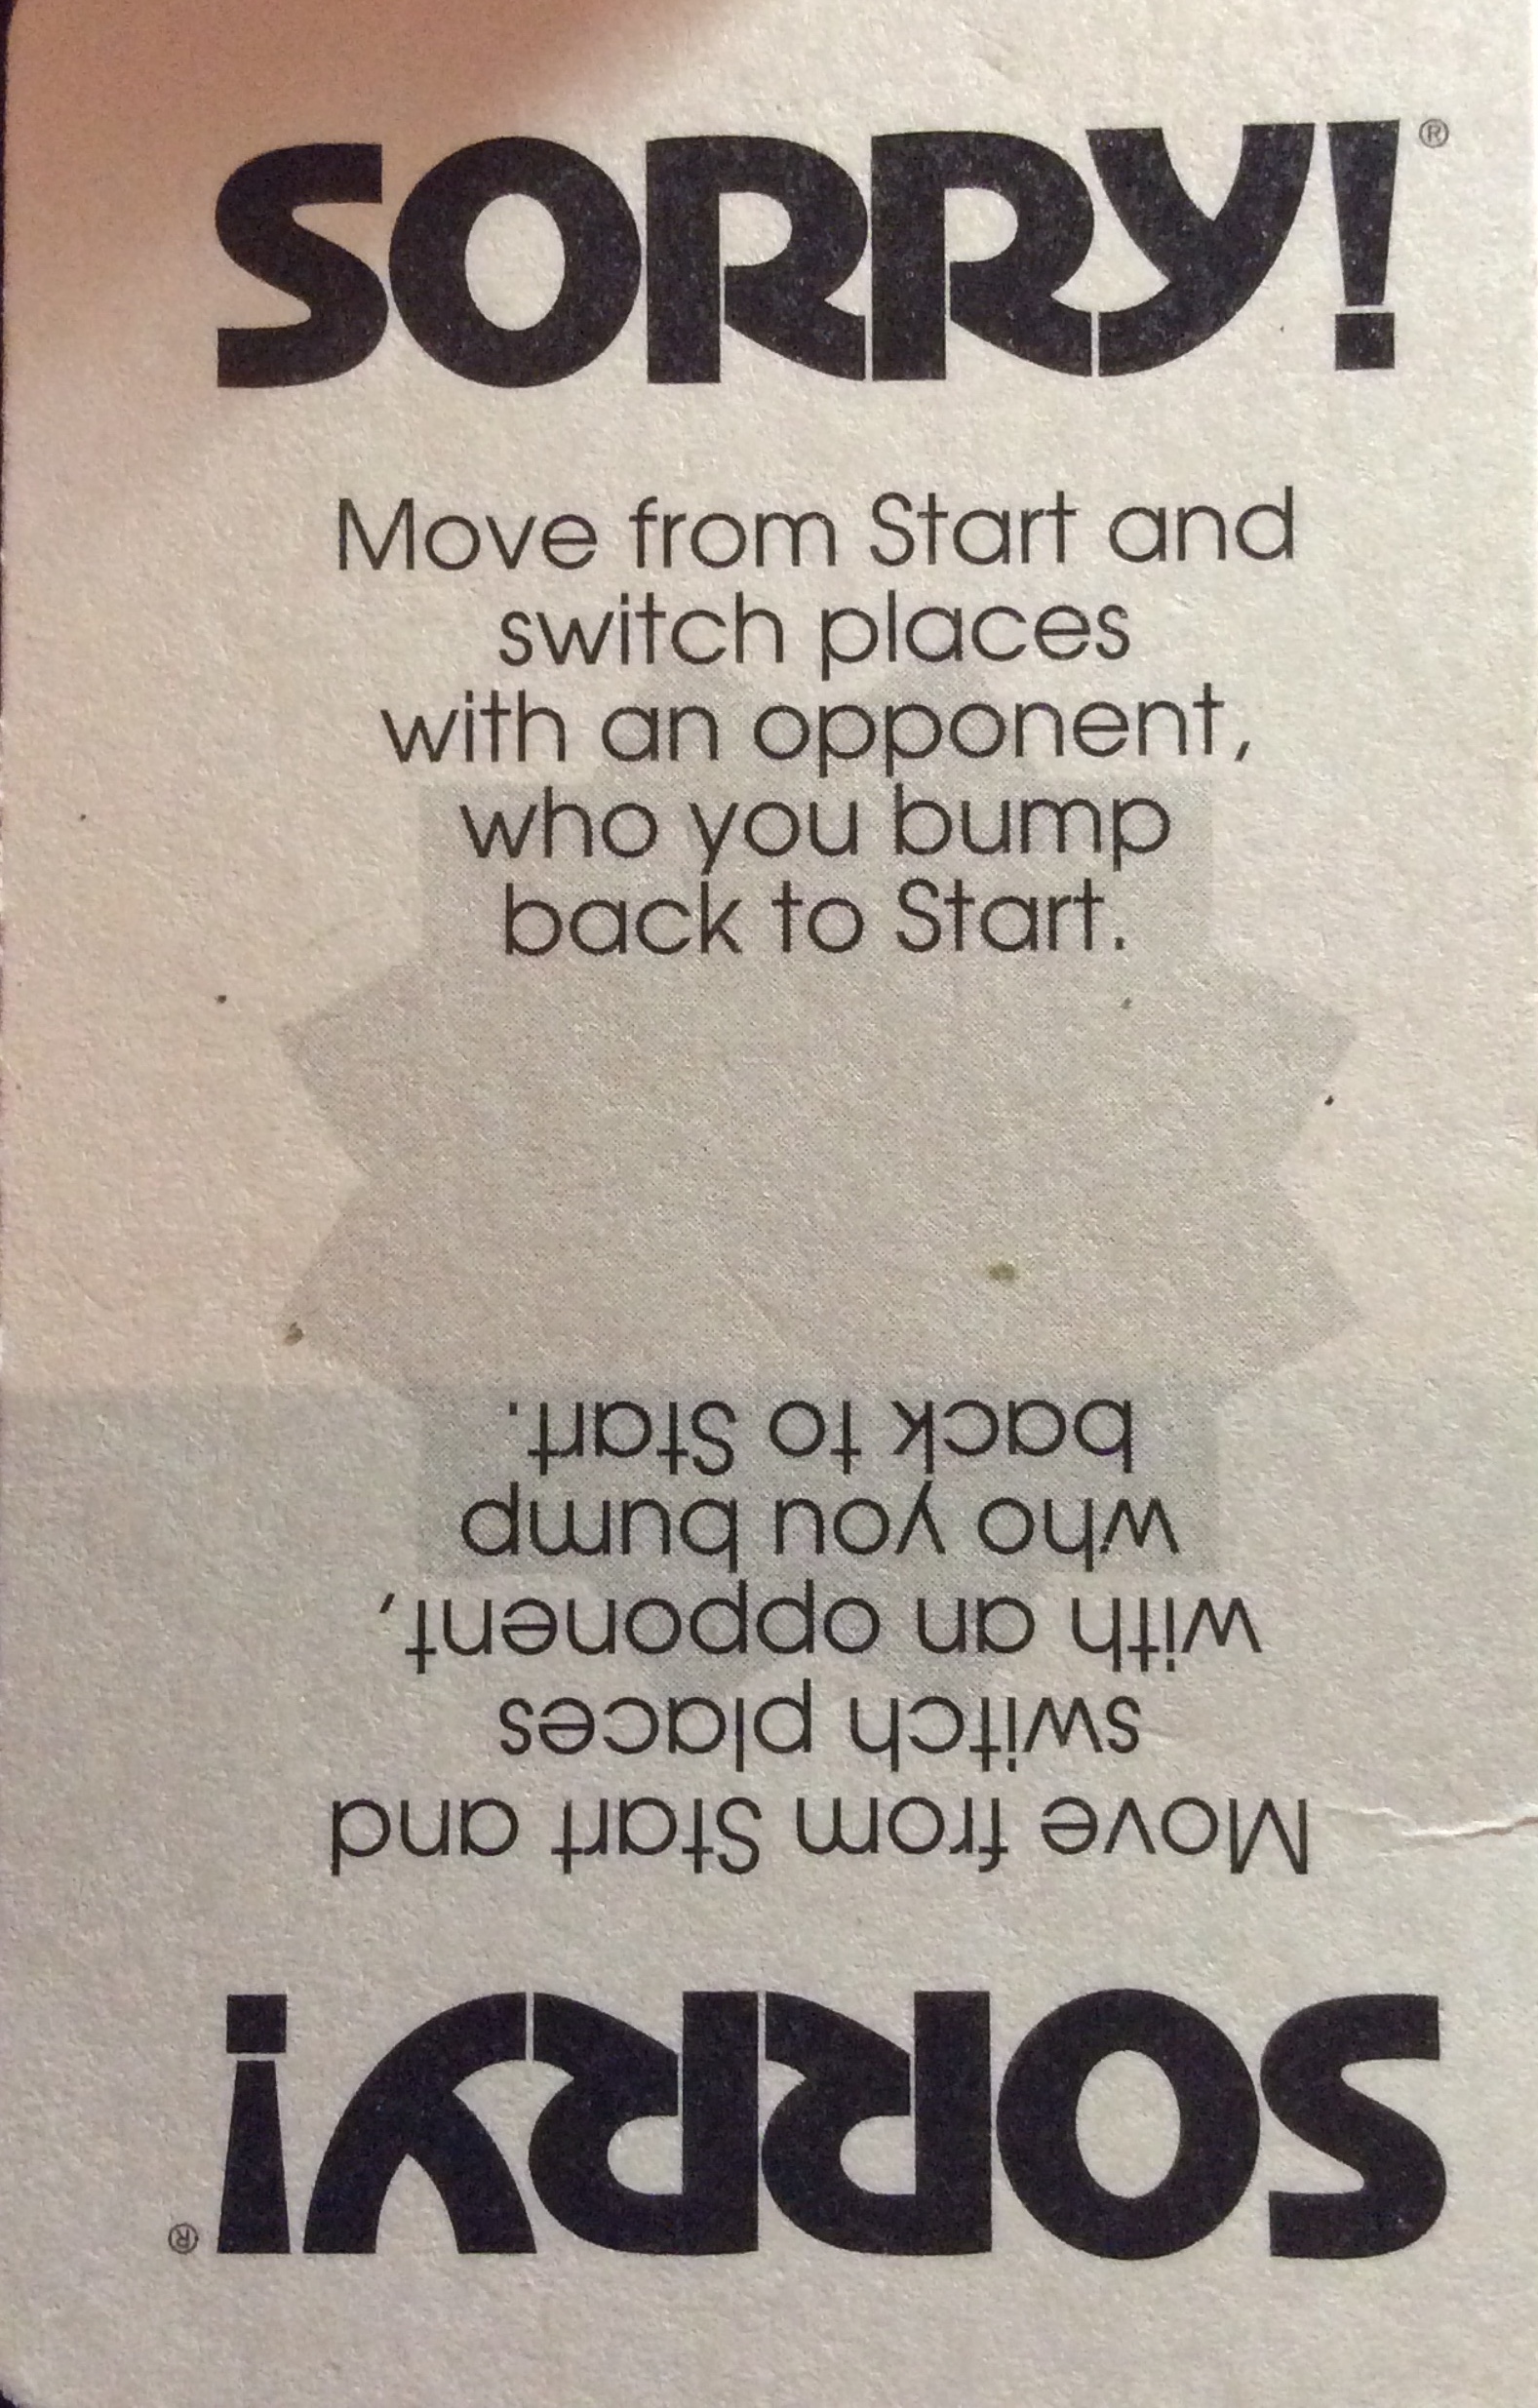 SORRY!®
Move from Start and
switch places
with an opponent,
who you bump
back to Start.
SORRY!®
Move from Start and
switch places
with an opponent,
who you bump
back to Start.